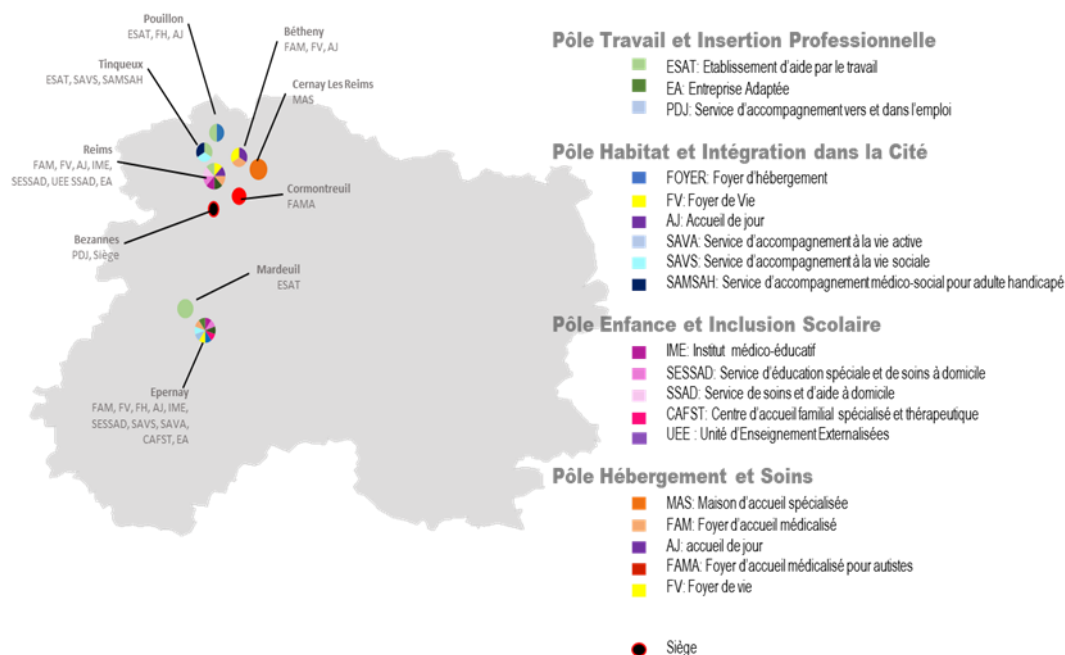 Pouillon
ESAT, FH, AJ
Bétheny
FAM, FV, AJ
Tinqueux
ESAT, SAVS, SAMSAH
Cernay Les Reims
MAS
Reims
FAM, FV, AJ, IME,
SESSAD, UEE SSAD, EA
Cormontreuil
FAMA
Bezannes
PDJ, Siège
Mardeuil
ESAT
Epernay
FAM, FV, FH, AJ, IME,
SESSAD, SAVS, SAVA,
CAFST, EA
Pôle Travail et Insertion Professionnelle
ESAT: Etablissement d'aide par le travail
EA: Entreprise Adaptée
PDJ: Service d'accompagnement vers et dans l'emploi
Pôle Habitat et Intégration dans la Cité
FOYER: Foyer d'hébergement
FV: Foyer de Vie
AJ: Accueil de jour
SAVA: Service d'accompagnement à la vie active
SAVS: Service d'accompagnement à la vie sociale
SAMSAH: Service d'accompagnement médico-social pour adulte handicapé
Pôle Enfance et Inclusion Scolaire
IME: Institut médico-éducatif
SESSAD: Service d'éducation spéciale et de soins à domicile
SSAD: Service de soins et d'aide à domicile
CAFST: Centre d'accueil familial spécialisé et thérapeutique
UEE : Unité d'Enseignement Externalisées
Pôle Hébergement et Soins
MAS: Maison d'accueil spécialisée
FAM: Foyer d'accueil médicalisé
AJ: accueil de jour
FAMA: Foyer d'accueil médicalisé pour autistes
FV: Foyer de vie
Siège